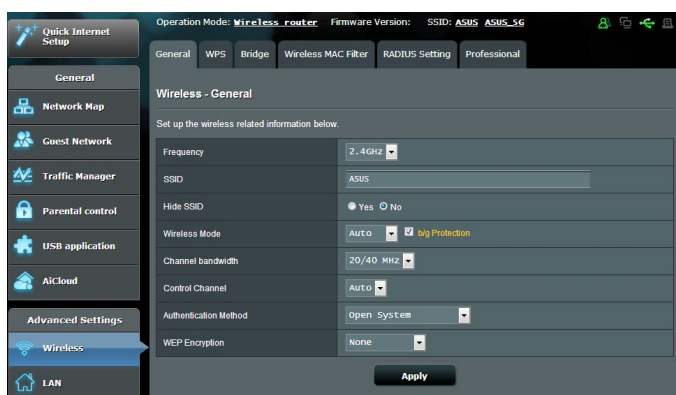 Quick Internet
Setup
Operation Mode: Wireless router Firmware Version: SSID: ASUS ASUS_5G
General WPS Bridge Wireless MAC Filter RADIUS Setting Professional
General
Network Map
Guest Network
Traffic Manager
Parental control
USB application
AiCloud
Advanced Settings
Wireless
LAN
Wireless - General
Set up the wireless related information below.
Frequency 2.4GHz
SSID ASUS
Hide SSID Yes No
Wireless Mode Auto b/g Protection
Channel bandwidth 20/40 MHz
Control Channel Auto
Authentication Method Open System
WEP Encryption None
Apply